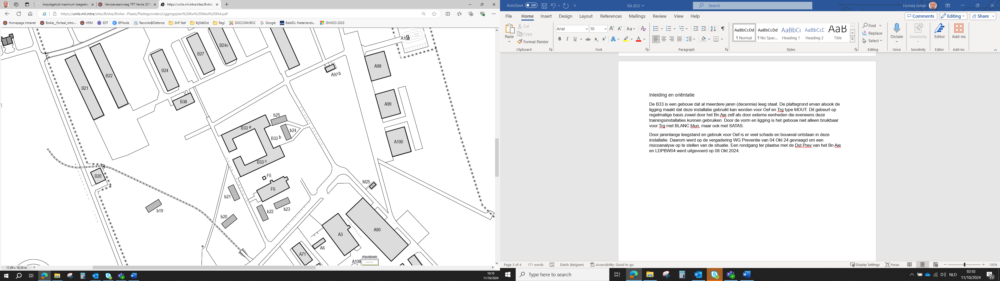 impulsgeluid maximum toegesta
Vervoersaanvraag TPT Versie 2018
https://units.mil.intra/sites/BnAie/
https://units.mil.intra/sites/BnAie/BnAie--Plaats/Plattegronden/Liggingsplan%20Kw%20West%20fA4.pdf
Homepage Intranet
BnAie__Portaal_intro...
HRM
EDT
BFNode
Records@Defence
ShP Staf
BijSt&Dst
Regl
DOCCOM/BOC
Google
BelADL: Nederlands...
GVHOO 2023
B24c
B27
B24
B22
B21
B38
A97 b
A98
A99
A100
b25
B33 a
b24
B33 b
B33 c
F5
F6
B20
b21
b19
b20
b22
b23
M25
A3
A90
A6
A71
afspuitplaats
A108
11,69 x 16,54 in
AutoSave Off
RA B33
Search
Honsia Johan
File
Home
Insert
Design
Layout
References
Mailings
Review
View
Help
Comments
Editing
Share
Paste
Cut
Copy
Format Painter
Clipboard
Arial
10
Font
Paragraph
AaBbCcDd
¶ Normal
AaBbCcDd
¶ No Spac...
AaBbCc
Heading 1
AaBbCcD
Heading 2
AaB
Title
Styles
Find
Replace
Select
Editing
Dictate
Voice
Sensitivity
Sensitivity
Editor
Editor
Add-ins
Add-ins
Inleiding en oriëntatie
De B33 is een gebouw dat al meerdere jaren (decennia) leeg staat. De plattegrond ervan alsook de
ligging maakt dat deze installatie gebruikt kan worden voor Oef en Trg type MOUT. Dit gebeurt op
regelmatige basis zowel door het Bn Aie zelf als door externe eenheden die eveneens deze
trainingsinstallaties kunnen gebruiken. Door de vorm en ligging is het gebouw niet alleen bruikbaar
voor Trg met BLANC Mun, maar ook met SATAS.
Door jarenlange leegstand en gebruik voor Oef is er veel schade en bouwval ontstaan in deze
installatie. Daarom werd op de vergadering WG Preventie van 04 Okt 24 gevraagd om een
risicoanalyse op te stellen van de situatie. Een rondgang ter plaatse met de Dst Prev van het Bn Aie
en LDPBW04 werd uitgevoerd op 08 Okt 2024.
Page 3 of 4
171 words
Dutch (Belgium)
Accessibility: Good to go
Display Settings
Focus
100%
10:10
11/10/2024
Type here to search
NLD
10:10
11/10/2024
22